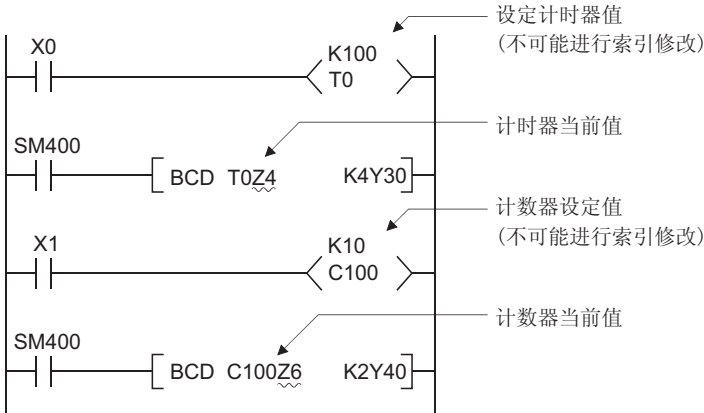 设定计时器值
(不可能进行索引修改)
X0
K100
T0
计时器当前值
SM400
BCD T0Z4 K4Y30
计数器设定值
(不可能进行索引修改)
X1
K10
C100
计数器当前值
SM400
BCD C100Z6 K2Y40